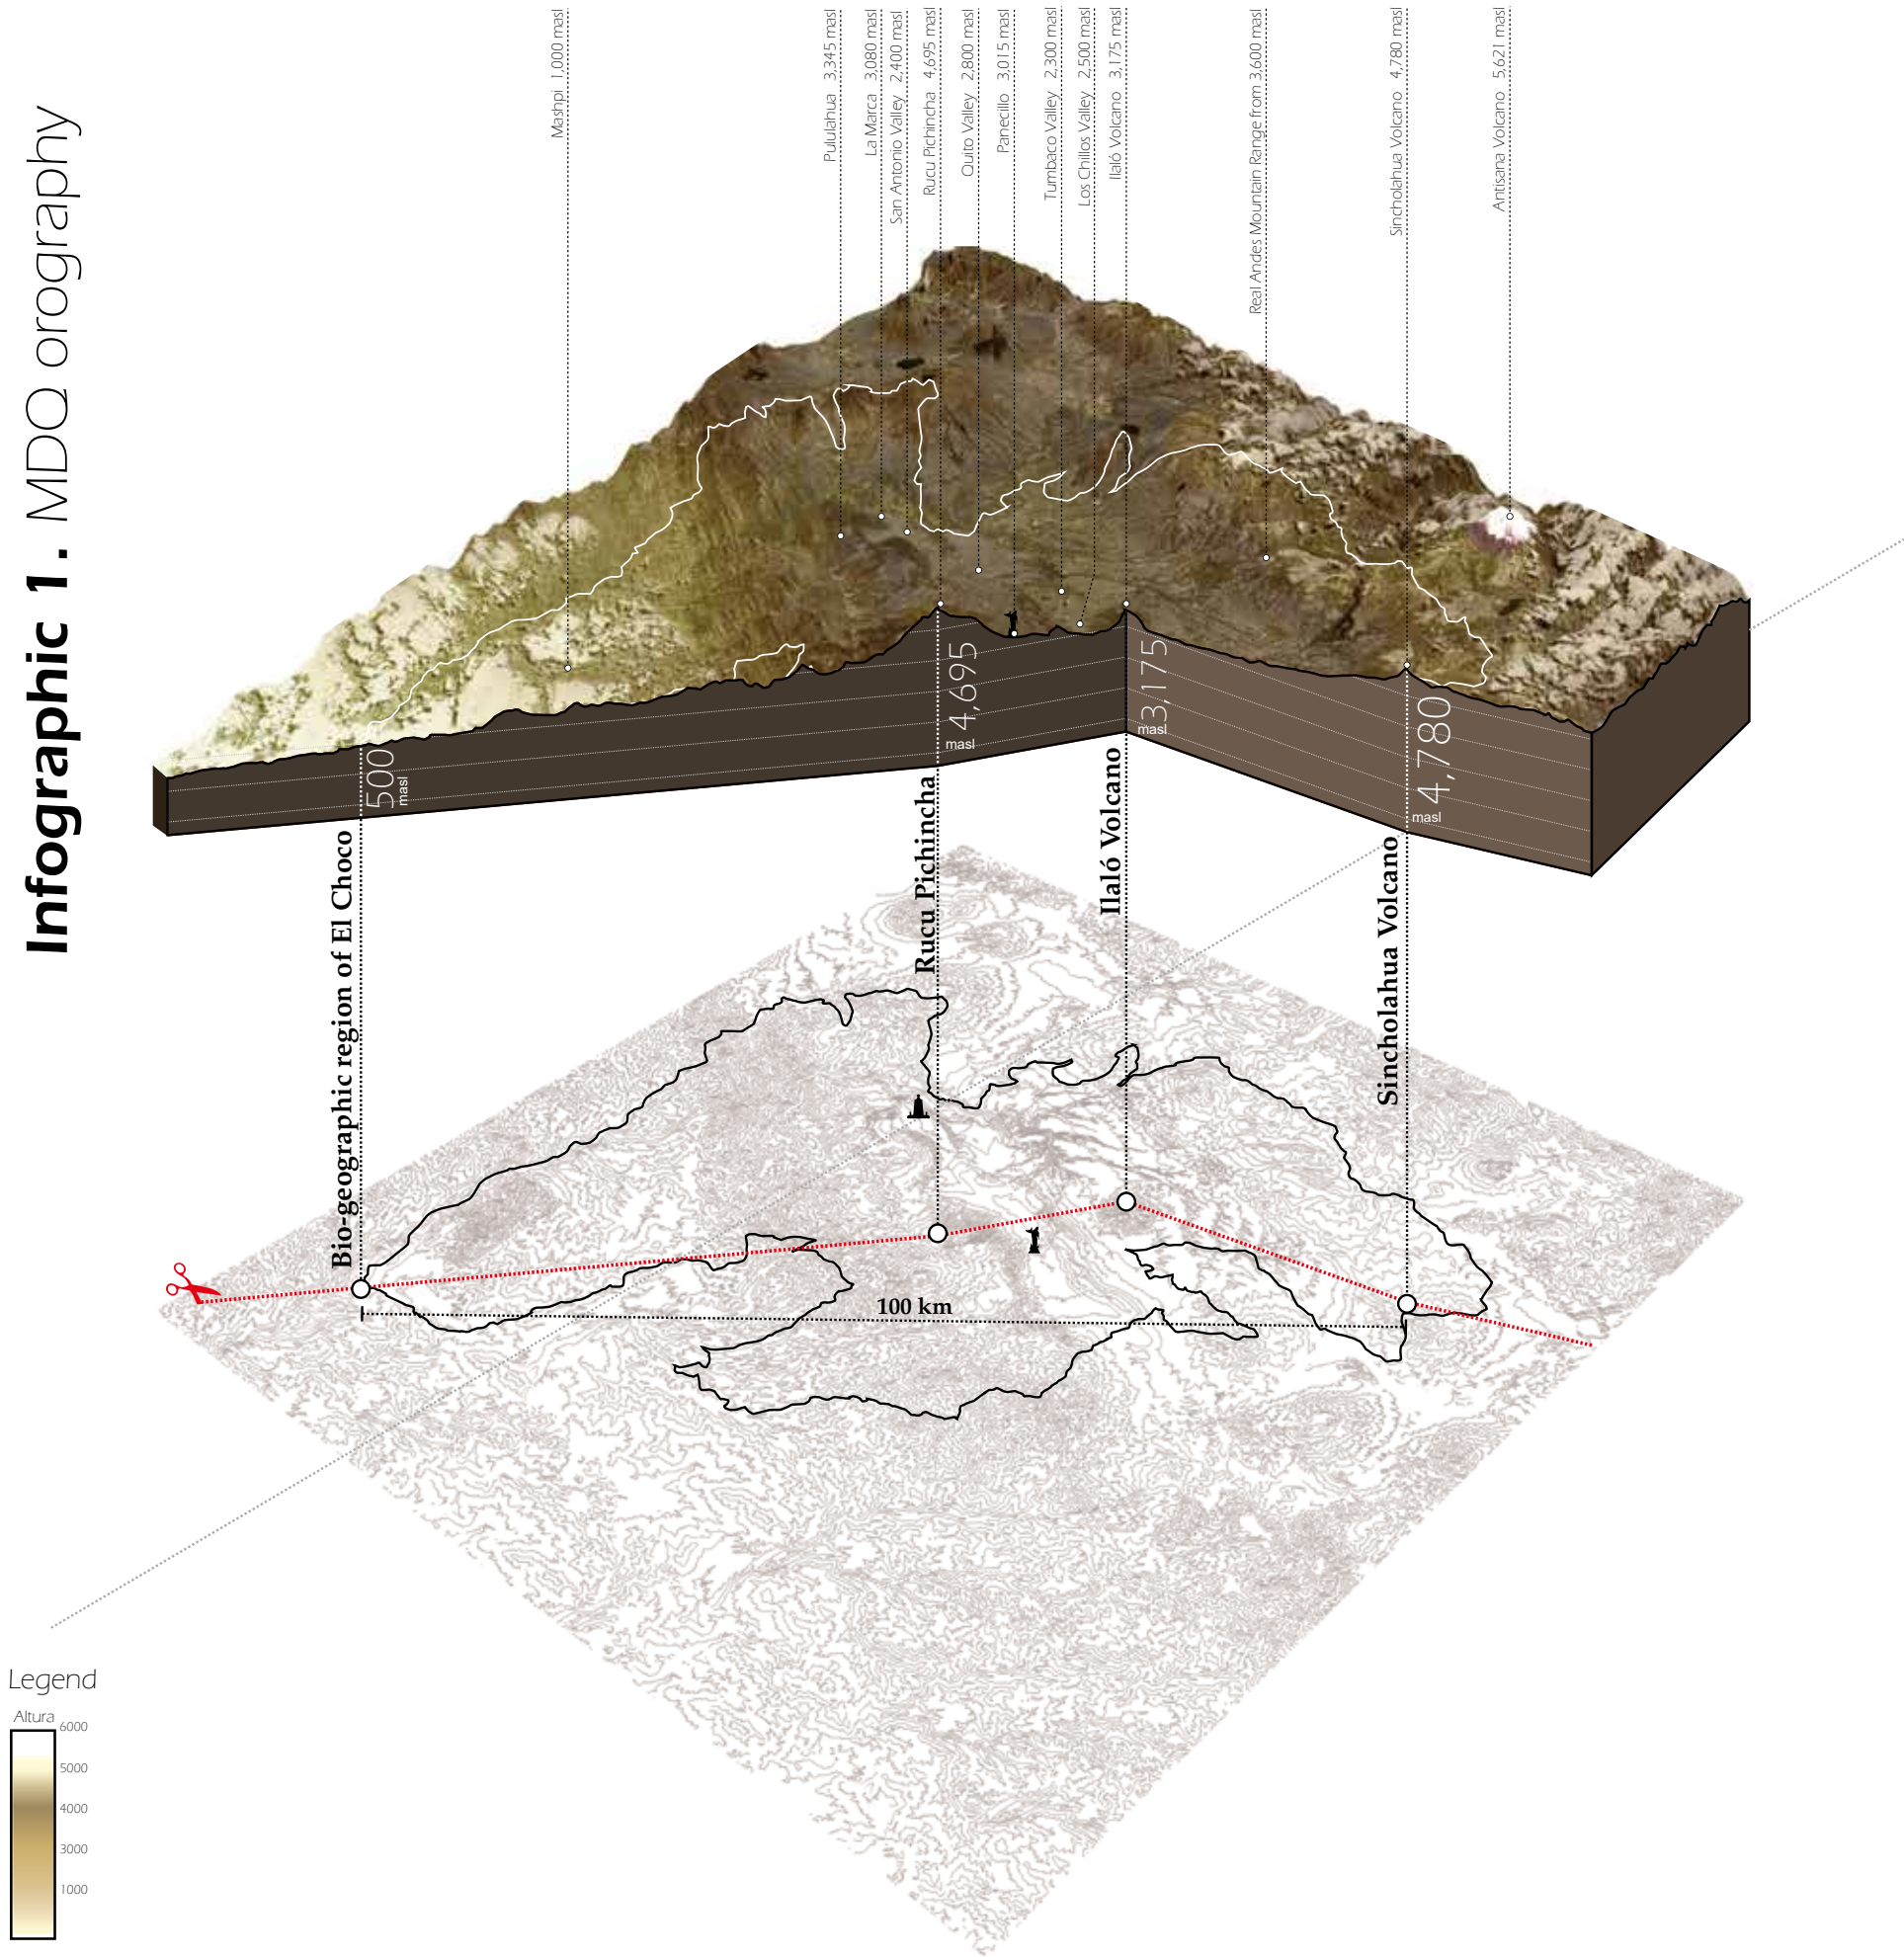 Infographic 1. MDQ orography
Mashpi 1,000 masl
Pululahua 3,345 masl
La Marca 3,080 masl
San Antonio Valley 2,400 masl
Rucu Pichincha 4,695 masl
Quito Valley 2,800 masl
Panecillo 3,015 masl
Tumbaco Valley 2,300 masl
Los Chillos Valley 2,500 masl
Ilaló Volcano 3,175 masl
Real Andes Mountain Range from 3,600 masl
Sincholahua Volcano 4,780 masl
Antisana Volcano 5,621 masl
500
masl
4,695
masl
3,175
masl
4,780
masl
Bio-geographic region of El Choco
Rucu Pichincha
Ilaló Volcano
Sincholahua Volcano
100 km
Legend
Altura
6000
5000
4000
3000
1000